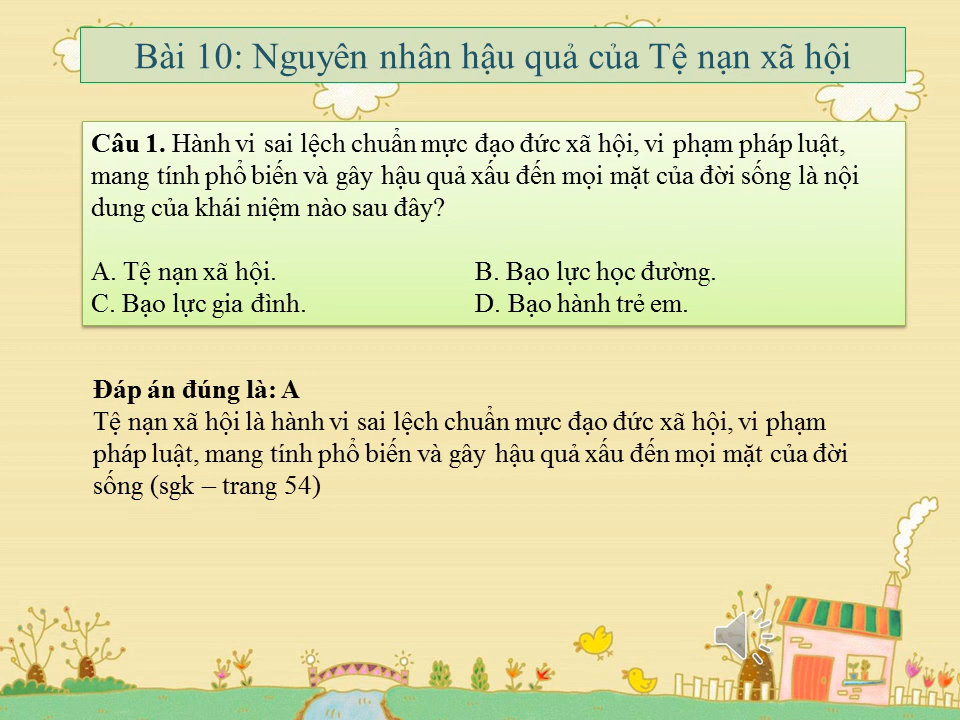 Bài 10: Nguyên nhân hậu quả của Tệ nạn xã hội
Câu 1. Hành vi sai lệch chuẩn mực đạo đức xã hội, vi phạm pháp luật,
mang tính phổ biến và gây hậu quả xấu đến mọi mặt của đời sống là nội
dung của khái niệm nào sau đây?
A. Tệ nạn xã hội. B. Bạo lực học đường.
C. Bạo lực gia đình. D. Bạo hành trẻ em.
Đáp án đúng là: A
Tệ nạn xã hội là hành vi sai lệch chuẩn mực đạo đức xã hội, vi phạm
pháp luật, mang tính phổ biến và gây hậu quả xấu đến mọi mặt của đời
sống (sgk – trang 54)